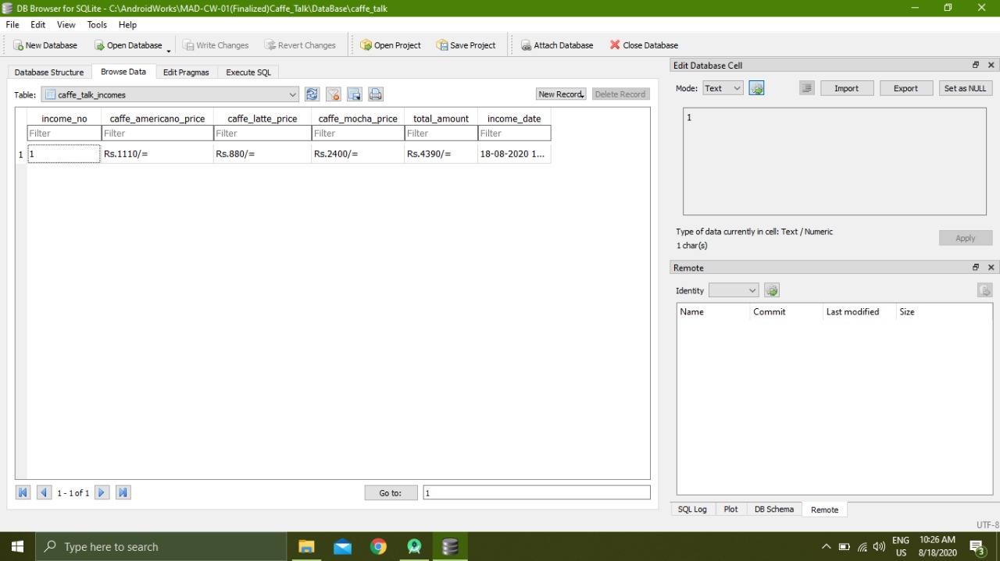 DB Browser for SQLite - C:\AndroidWorks\MAD-CW-01(Finalized)Caffe_Talk\DataBase\caffe_talk
File Edit View Tools Help
New Database Open Database Write Changes Revert Changes Open Project Save Project Attach Database Close Database
Database Structure Browse Data Edit Pragmas Execute SQL
Table: caffe_talk_incomes New Record Delete Record
income_no caffe_americano_price caffe_latte_price caffe_mocha_price total_amount income_date
Filter Filter Filter Filter Filter Filter
1 1 Rs.1110/= Rs.880/= Rs.2400/= Rs.4390/= 18-08-2020 1...
1 - 1 of 1 Go to: 1
Edit Database Cell
Mode: Text Import Export Set as NULL
1
Type of data currently in cell: Text / Numeric
1 char(s)
Apply
Remote
Identity
Name Commit Last modified Size
SQL Log Plot DB Schema Remote
UTF-8
Type here to search
ENG
US
10:26 AM
8/18/2020
3